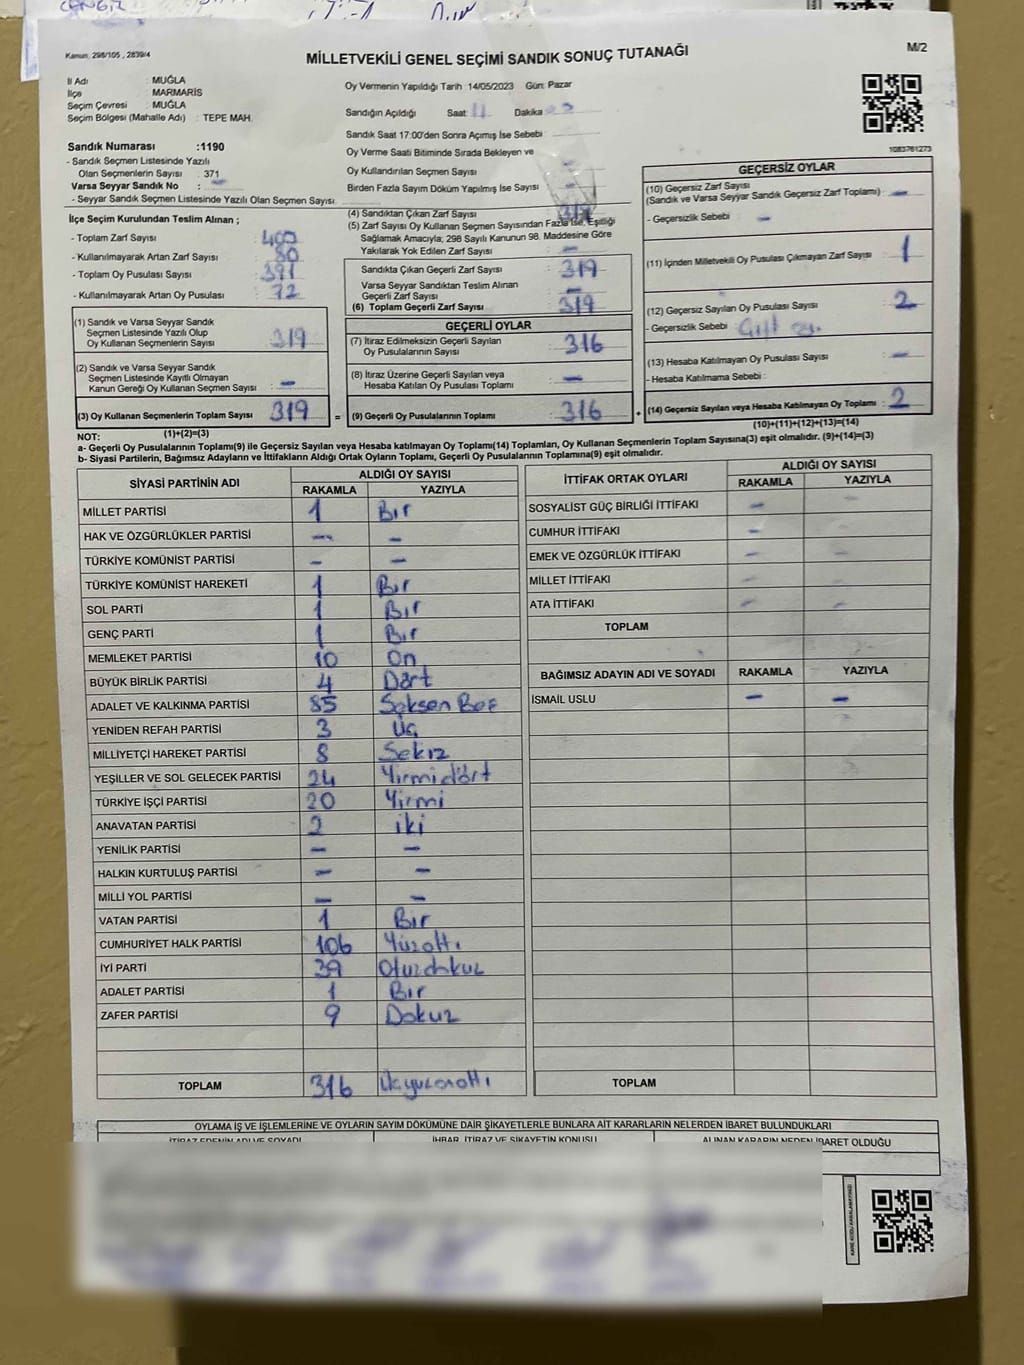 CENGİZ
Kanun: 298/105 , 2839/4
MİLLETVEKİLİ GENEL SEÇİMİ SANDIK SONUÇ TUTANAĞI
M/2
İl Adı : MUĞLA
İlçe : MARMARİS
Seçim Çevresi : MUĞLA
Seçim Bölgesi (Mahalle Adı) : TEPE MAH.
Oy Vermenin Yapıldığı Tarih :14/05/2023 Gün: Pazar
Sandığın Açıldığı Saat: Dakika:
Sandık Saat 17:00'den Sonra Açımış İse Sebebi :
Oy Verme Saati Bitiminde Sırada Bekleyen ve
Oy Kullandırılan Seçmen Sayısı : -
Birden Fazla Sayım Döküm Yapılmış İse Sayısı : -
1083761273
Sandık Numarası :1190
- Sandık Seçmen Listesinde Yazılı
Olan Seçmenlerin Sayısı : 371
Varsa Seyyar Sandık No : -
- Seyyar Sandık Seçmen Listesinde Yazılı Olan Seçmen Sayısı
İlçe Seçim Kurulundan Teslim Alınan ;
- Toplam Zarf Sayısı : 400
- Kullanılmayarak Artan Zarf Sayısı : 80
- Toplam Oy Pusulası Sayısı : 391
- Kullanılmayarak Artan Oy Pusulası : 72
(1) Sandık ve Varsa Seyyar Sandık
Seçmen Listesinde Yazılı Olup
Oy Kullanan Seçmenlerin Sayısı : 319
(2) Sandık ve Varsa Seyyar Sandık
Seçmen Listesinde Kayıtlı Olmayan
Kanun Gereği Oy Kullanan Seçmen Sayısı : -
(3) Oy Kullanan Seçmenlerin Toplam Sayısı : 319
(1)+(2)=(3)
(4) Sandıktan Çıkan Zarf Sayısı : 319
(5) Zarf Sayısı Oy Kullanan Seçmen Sayısından Fazla İse, Eşitliği
Sağlamak Amacıyla; 298 Sayılı Kanunun 98. Maddesine Göre
Yakılarak Yok Edilen Zarf Sayısı : -
Sandıkta Çıkan Geçerli Zarf Sayısı : 319
Varsa Seyyar Sandıktan Teslim Alınan
Geçerli Zarf Sayısı : -
(6) Toplam Geçerli Zarf Sayısı : 319
GEÇERLİ OYLAR
(7) İtiraz Edilmeksizin Geçerli Sayılan
Oy Pusulalarının Sayısı : 316
(8) İtiraz Üzerine Geçerli Sayılan veya
Hesaba Katılan Oy Pusulası Toplamı : -
= (9) Geçerli Oy Pusulalarının Toplamı : 316 +
GEÇERSİZ OYLAR
(10) Geçersiz Zarf Sayısı
(Sandık ve Varsa Seyyar Sandık Geçersiz Zarf Toplamı) : -
- Geçersizlik Sebebi : -
(11) İçinden Milletvekili Oy Pusulası Çıkmayan Zarf Sayısı : 1
(12) Geçersiz Sayılan Oy Pusulası Sayısı : 2
- Geçersizlik Sebebi :
(13) Hesaba Katılmayan Oy Pusulası Sayısı : -
- Hesaba Katılmama Sebebi :
(14) Geçersiz Sayılan veya Hesaba Katılmayan Oy Toplamı : 2
(10)+(11)+(12)+(13)=(14)
NOT:
a- Geçerli Oy Pusulalarının Toplamı(9) ile Geçersiz Sayılan veya Hesaba katılmayan Oy Toplamı(14) Toplamları, Oy Kullanan Seçmenlerin Toplam Sayısına(3) eşit olmalıdır. (9)+(14)=(3)
b- Siyasi Partilerin, Bağımsız Adayların ve İttifakların Aldığı Ortak Oyların Toplamı, Geçerli Oy Pusulalarının Toplamına(9) eşit olmalıdır.
SİYASİ PARTİNİN ADI ALDIĞI OY SAYISI
RAKAMLA YAZIYLA
MİLLET PARTİSİ 1 Bir
HAK VE ÖZGÜRLÜKLER PARTİSİ - -
TÜRKİYE KOMÜNİST PARTİSİ - -
TÜRKİYE KOMÜNİST HAREKETİ 1 Bir
SOL PARTİ 1 Bir
GENÇ PARTİ 1 Bır
MEMLEKET PARTİSİ 10 On
BÜYÜK BİRLİK PARTİSİ 4 Dört
ADALET VE KALKINMA PARTİSİ 85 Seksen Beş
YENİDEN REFAH PARTİSİ 3 Üç
MİLLİYETÇİ HAREKET PARTİSİ 8 Sekiz
YEŞİLLER VE SOL GELECEK PARTİSİ 24 Yirmidört
TÜRKİYE İŞÇİ PARTİSİ 20 Yirmi
ANAVATAN PARTİSİ 2 iki
YENİLİK PARTİSİ - -
HALKIN KURTULUŞ PARTİSİ - -
MİLLİ YOL PARTİSİ - -
VATAN PARTİSİ 1 Bir
CUMHURİYET HALK PARTİSİ 106 Yüzaltı
İYİ PARTİ 39 Otuzdokuz
ADALET PARTİSİ 1 Bir
ZAFER PARTİSİ 9 Dokuz
TOPLAM 316 Üçyüzonaltı
İTTİFAK ORTAK OYLARI ALDIĞI OY SAYISI
RAKAMLA YAZIYLA
SOSYALİST GÜÇ BİRLİĞİ İTTİFAKI - -
CUMHUR İTTİFAKI -
EMEK VE ÖZGÜRLÜK İTTİFAKI - -
MİLLET İTTİFAKI - -
ATA İTTİFAKI - -
TOPLAM
BAĞIMSIZ ADAYIN ADI VE SOYADI RAKAMLA YAZIYLA
İSMAİL USLU - -
TOPLAM
OYLAMA İŞ VE İŞLEMLERİNE VE OYLARIN SAYIM DÖKÜMÜNE DAİR ŞİKAYETLERLE BUNLARA AİT KARARLARIN NELERDEN İBARET BULUNDUKLARI
İTİRAZ EDENİN ADI VE SOYADI İHBAR, İTİRAZ VE ŞİKAYETİN KONUSU ALINAN KARARIN NEDEN İBARET OLDUĞU